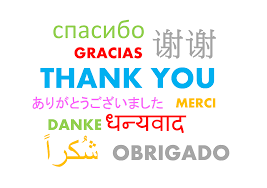 спасибо
GRACIAS 谢谢
THANK YOU
ありがとうございました MERCI
DANKE धन्यवाद
شُكراً OBRIGADO